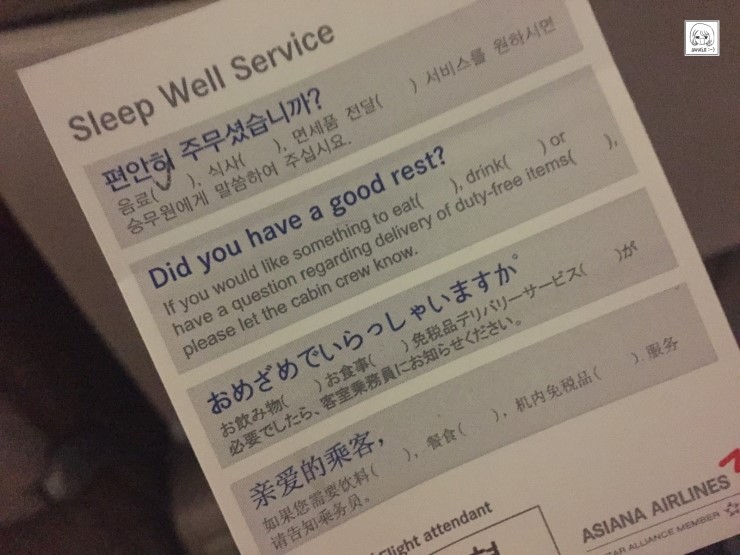 Sleep Well Service
편안히 주무셨습니까?
음료( ), 식사( ), 면세품 전달( ) 서비스를 원하시면
승무원에게 말씀하여 주십시요.
Did you have a good rest?
If you would like something to eat( ), drink( ) or
have a question regarding delivery of duty-free items( ),
please let the cabin crew know.
おめざめでいらっしゃいますか。
お飲み物( )お食事( )免税品デリバリーサービス( )が
必要でしたら、客室乗務員にお知らせください。
亲爱的乘客,
如果您需要饮料( ), 餐食( ), 机内免税品( ) 服务
请告知乘务员。
flight attendant
ASIANA AIRLINES
STAR ALLIANCE MEMBER